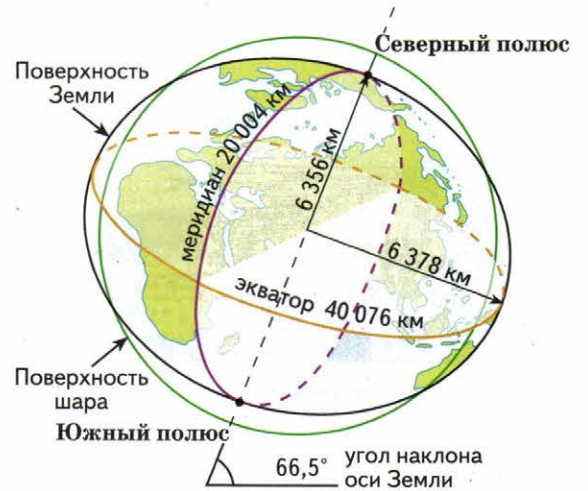 Северный полюс
Поверхность
Земли
меридиан 20 004 км
6 356 км
6 378 км
экватор 40 076 км
Поверхность
шара
Южный полюс
66,5° угол наклона
оси Земли